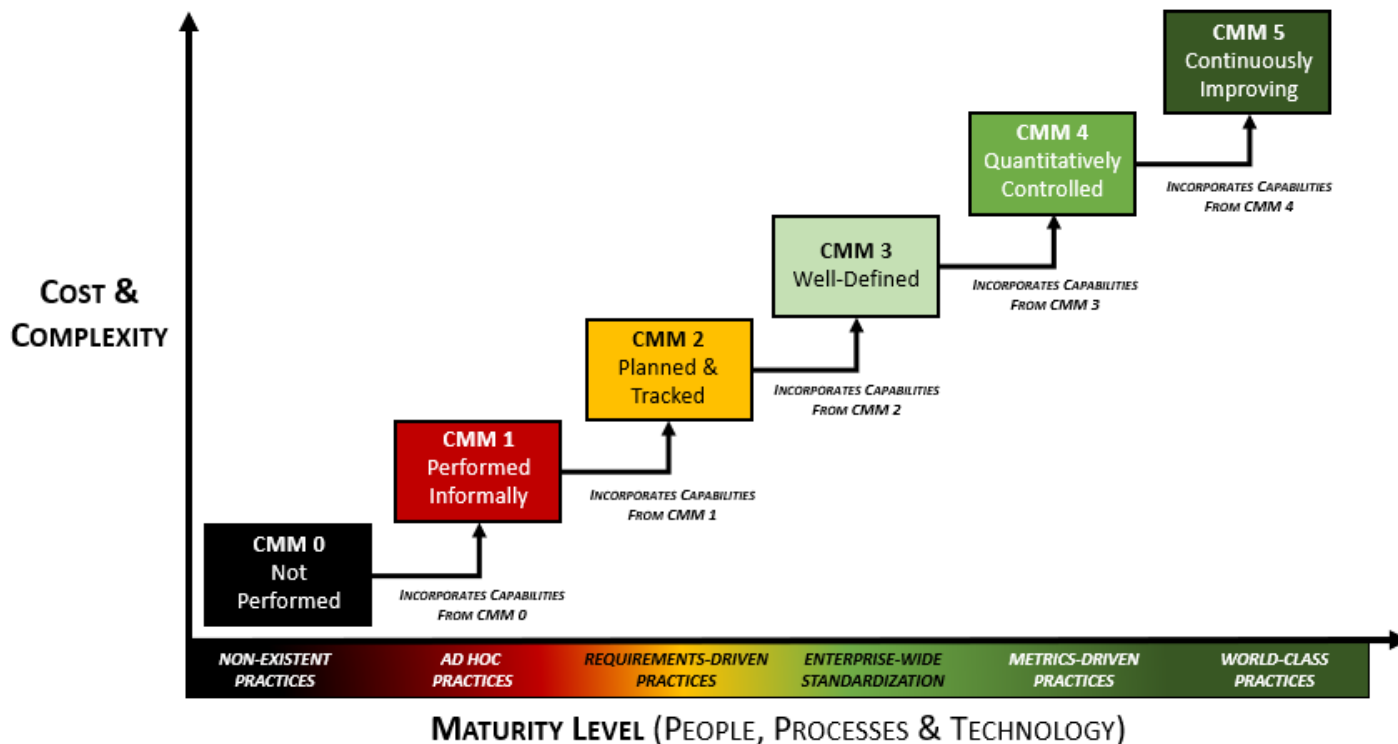 CMM 5
Continuously
Improving
CMM 4
Quantitatively
Controlled
INCORPORATES CAPABILITIES
FROM CMM 4
CMM 3
Well-Defined
INCORPORATES CAPABILITIES
FROM CMM 3
COST &
COMPLEXITY
CMM 2
Planned &
Tracked
INCORPORATES CAPABILITIES
FROM CMM 2
CMM 1
Performed
Informally
INCORPORATES CAPABILITIES
FROM CMM 1
CMM 0
Not
Performed
INCORPORATES CAPABILITIES
FROM CMM 0
NON-EXISTENT
PRACTICES
AD HOC
PRACTICES
REQUIREMENTS-DRIVEN
PRACTICES
ENTERPRISE-WIDE
STANDARDIZATION
METRICS-DRIVEN
PRACTICES
WORLD-CLASS
PRACTICES
MATURITY LEVEL (PEOPLE, PROCESSES & TECHNOLOGY)